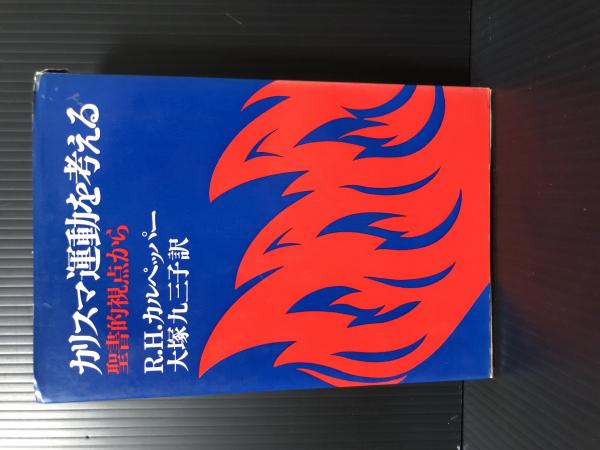 カリスマ運動を考える
聖書的視点から
R.H.カルペッパー
大塚九三子訳